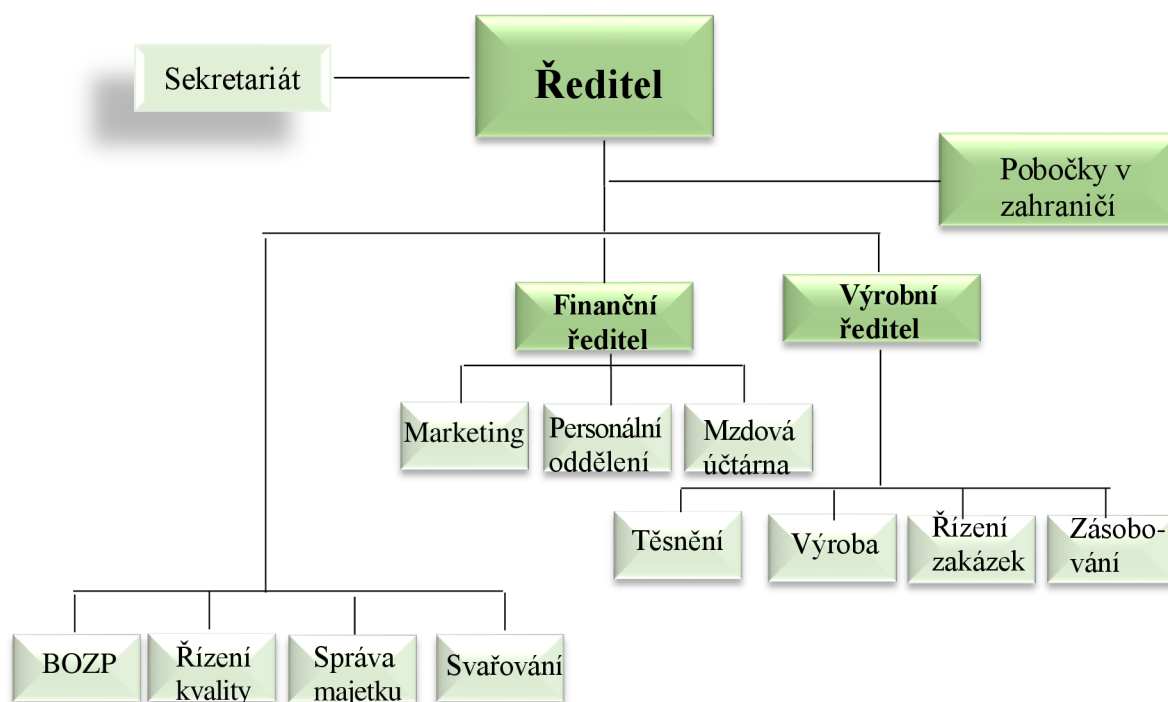 Sekretariát
Ředitel
Pobočky v
zahraničí
Finanční
ředitel
Výrobní
ředitel
Marketing
Personální
oddělení
Mzdová
účtárna
Těsnění
Výroba
Řízení
zakázek
Zásobo-
vání
BOZP
Řízení
kvality
Správa
majetku
Svařování